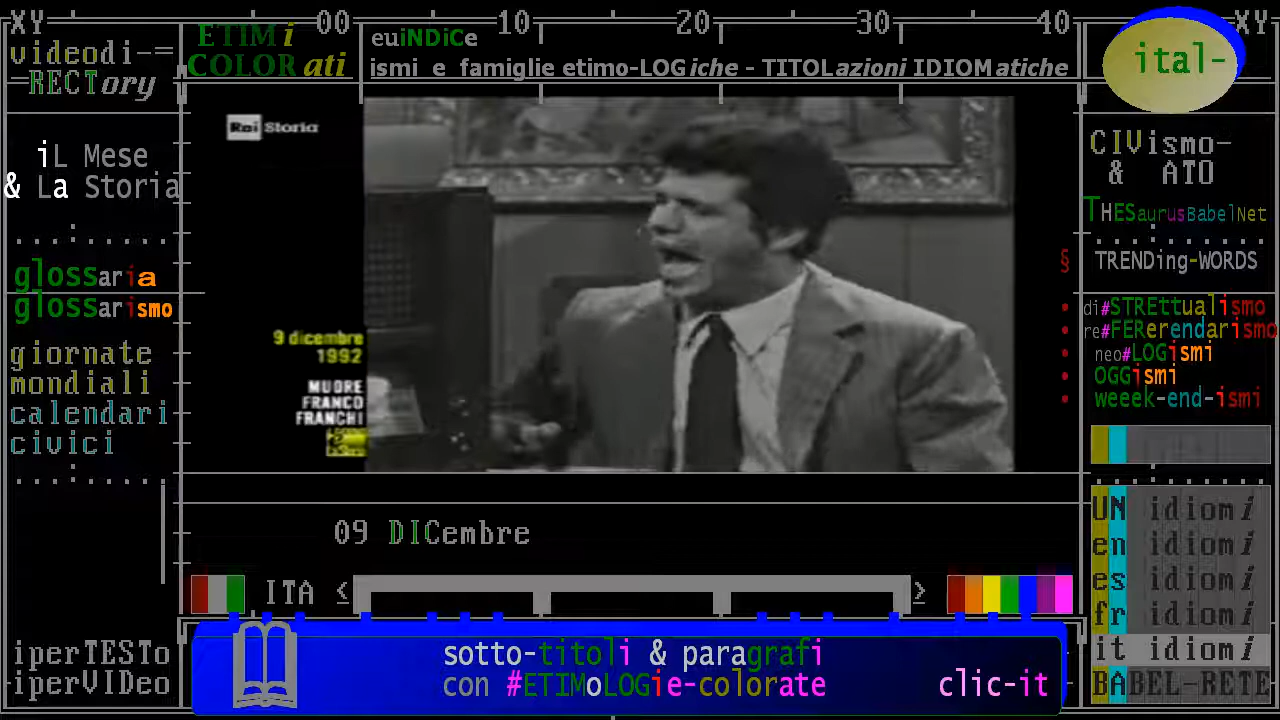 XY 00 10 20 30 40 XY
videodi-=
=RECTory
ETIMi
COLORati
euiNDiCe
ismi e famiglie etimo-LOGiche - TITOLazioni IDIOMatiche
ital-
iL Mese
& La Storia
...:.....
glossaria
glossarismo
giornate
mondiali
calendari
civici
...:.....
iperTESTo
iperVIDeo
Rai Storia
9 dicembre
1992
MUORE
FRANCO
FRANCHI
09 DICembre
ITA < >
sotto-titoli & paragrafi
con #ETIMoLOGie-colorate
clic-it
CIVismo-
& ATO
THESaurusBabelNet
§ TRENDing-WORDS
di#STREttualismo
re#FERerendarismo
neo#LOGismi
OGGismi
weeek-end-ismi
UN idiomi
en idiomi
es idiomi
fr idiomi
it idiomi
BABEL-RETE